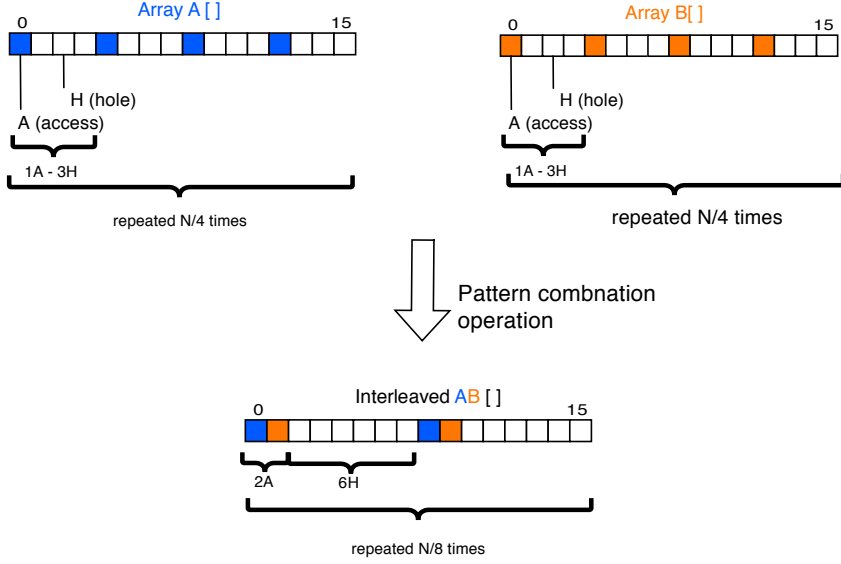 Array A [ ]
0 15
H (hole)
A (access)
1A - 3H
repeated N/4 times
Array B[ ]
0 15
H (hole)
A (access)
1A - 3H
repeated N/4 times
Pattern combnation
operation
Interleaved AB [ ]
0 15
2A 6H
repeated N/8 times